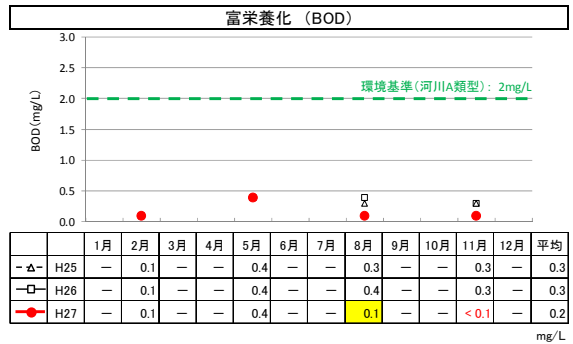 富栄養化 （BOD）
BOD(mg/L)
3.0
2.5
2.0
1.5
1.0
0.5
0.0
環境基準(河川A類型)： 2mg/L
1月 2月 3月 4月 5月 6月 7月 8月 9月 10月 11月 12月 平均
H25 － 0.1 － － 0.4 － － 0.3 － － 0.3 － 0.3
H26 － 0.1 － － 0.4 － － 0.4 － － 0.3 － 0.3
H27 － 0.1 － － 0.4 － － 0.1 － － ＜0.1 － 0.2
mg/L